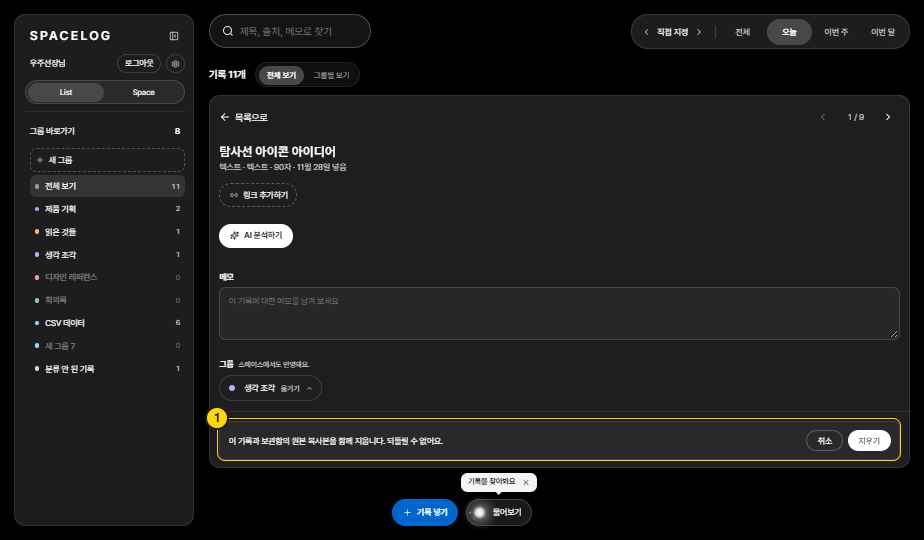 SPACELOG
우주선장님
로그아웃
List
Space
그룹 바로가기
8
+ 새 그룹
전체 보기 11
제품 기획 2
읽은 것들 1
생각 조각 1
디자인 레퍼런스 0
회의록 0
CSV 데이터 6
새 그룹 7 0
분류 안 된 기록 1
제목, 출처, 메모로 찾기
직접 지정
전체
오늘
이번 주
이번 달
기록 11개
전체 보기
그룹별 보기
목록으로
1 / 9
탐사선 아이콘 아이디어
텍스트 · 텍스트 · 90자 · 11월 28일 넣음
링크 추가하기
AI 분석하기
메모
이 기록에 대한 메모를 남겨 보세요
그룹 스페이스에서도 반영돼요.
생각 조각 옮기기
1
이 기록과 보관함의 원본 복사본을 함께 지웁니다. 되돌릴 수 없어요.
취소
지우기
기록을 찾아봐요 ×
+ 기록 넣기
물어보기